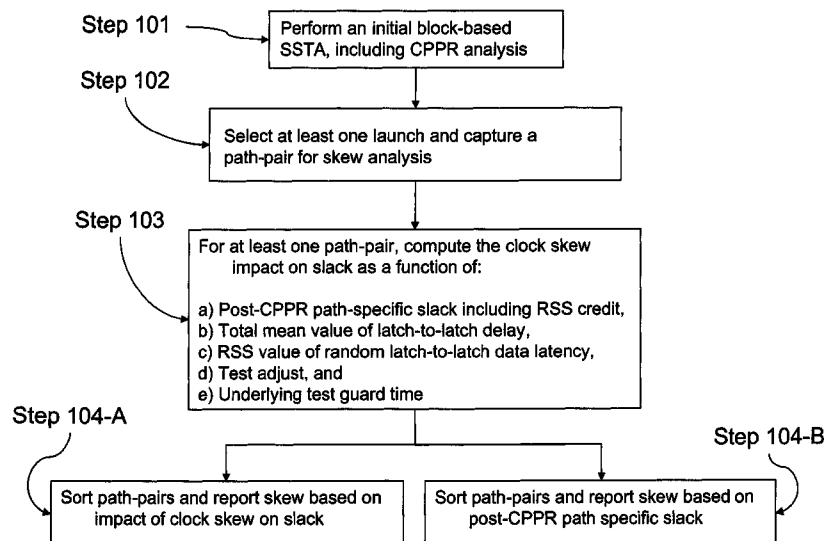 Step 101
Perform an initial block-based
SSTA, including CPPR analysis
Step 102
Select at least one launch and capture a
path-pair for skew analysis
Step 103
For at least one path-pair, compute the clock skew
impact on slack as a function of:
a) Post-CPPR path-specific slack including RSS credit,
b) Total mean value of latch-to-latch delay,
c) RSS value of random latch-to-latch data latency,
d) Test adjust, and
e) Underlying test guard time
Step 104-A
Step 104-B
Sort path-pairs and report skew based on
impact of clock skew on slack
Sort path-pairs and report skew based on
post-CPPR path specific slack